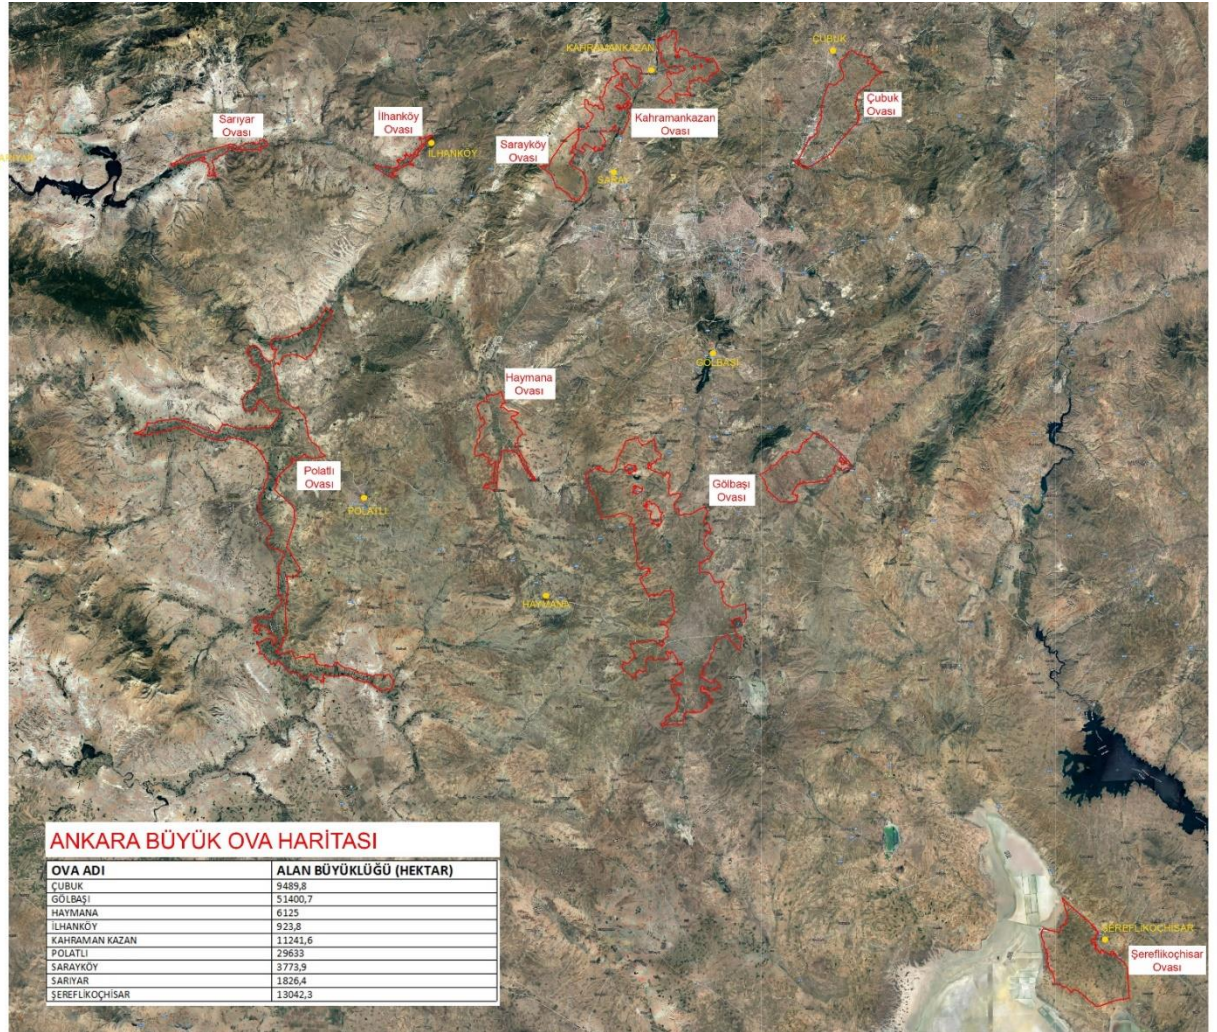 KAHRAMANKAZAN
ÇUBUK
Sarıyar
Ovası
İlhanköy
Ovası
Kahramankazan
Ovası
Çubuk
Ovası
Sarayköy
Ovası
İLHANKÖY
SARAY
GÖLBAŞI
Haymana
Ovası
Polatlı
Ovası
POLATLI
Gölbaşı
Ovası
HAYMANA
ANKARA BÜYÜK OVA HARİTASI
OVA ADI ALAN BÜYÜKLÜĞÜ (HEKTAR)
ÇUBUK 9489,8
GÖLBAŞI 51400,7
HAYMANA 6125
İLHANKÖY 923,8
KAHRAMAN KAZAN 11241,6
POLATLI 29633
SARAYKÖY 3773,9
SARIYAR 1826,4
ŞEREFLİKOÇHİSAR 13042,3
ŞEREFLİKOÇHİSAR
Şereflikoçhisar
Ovası